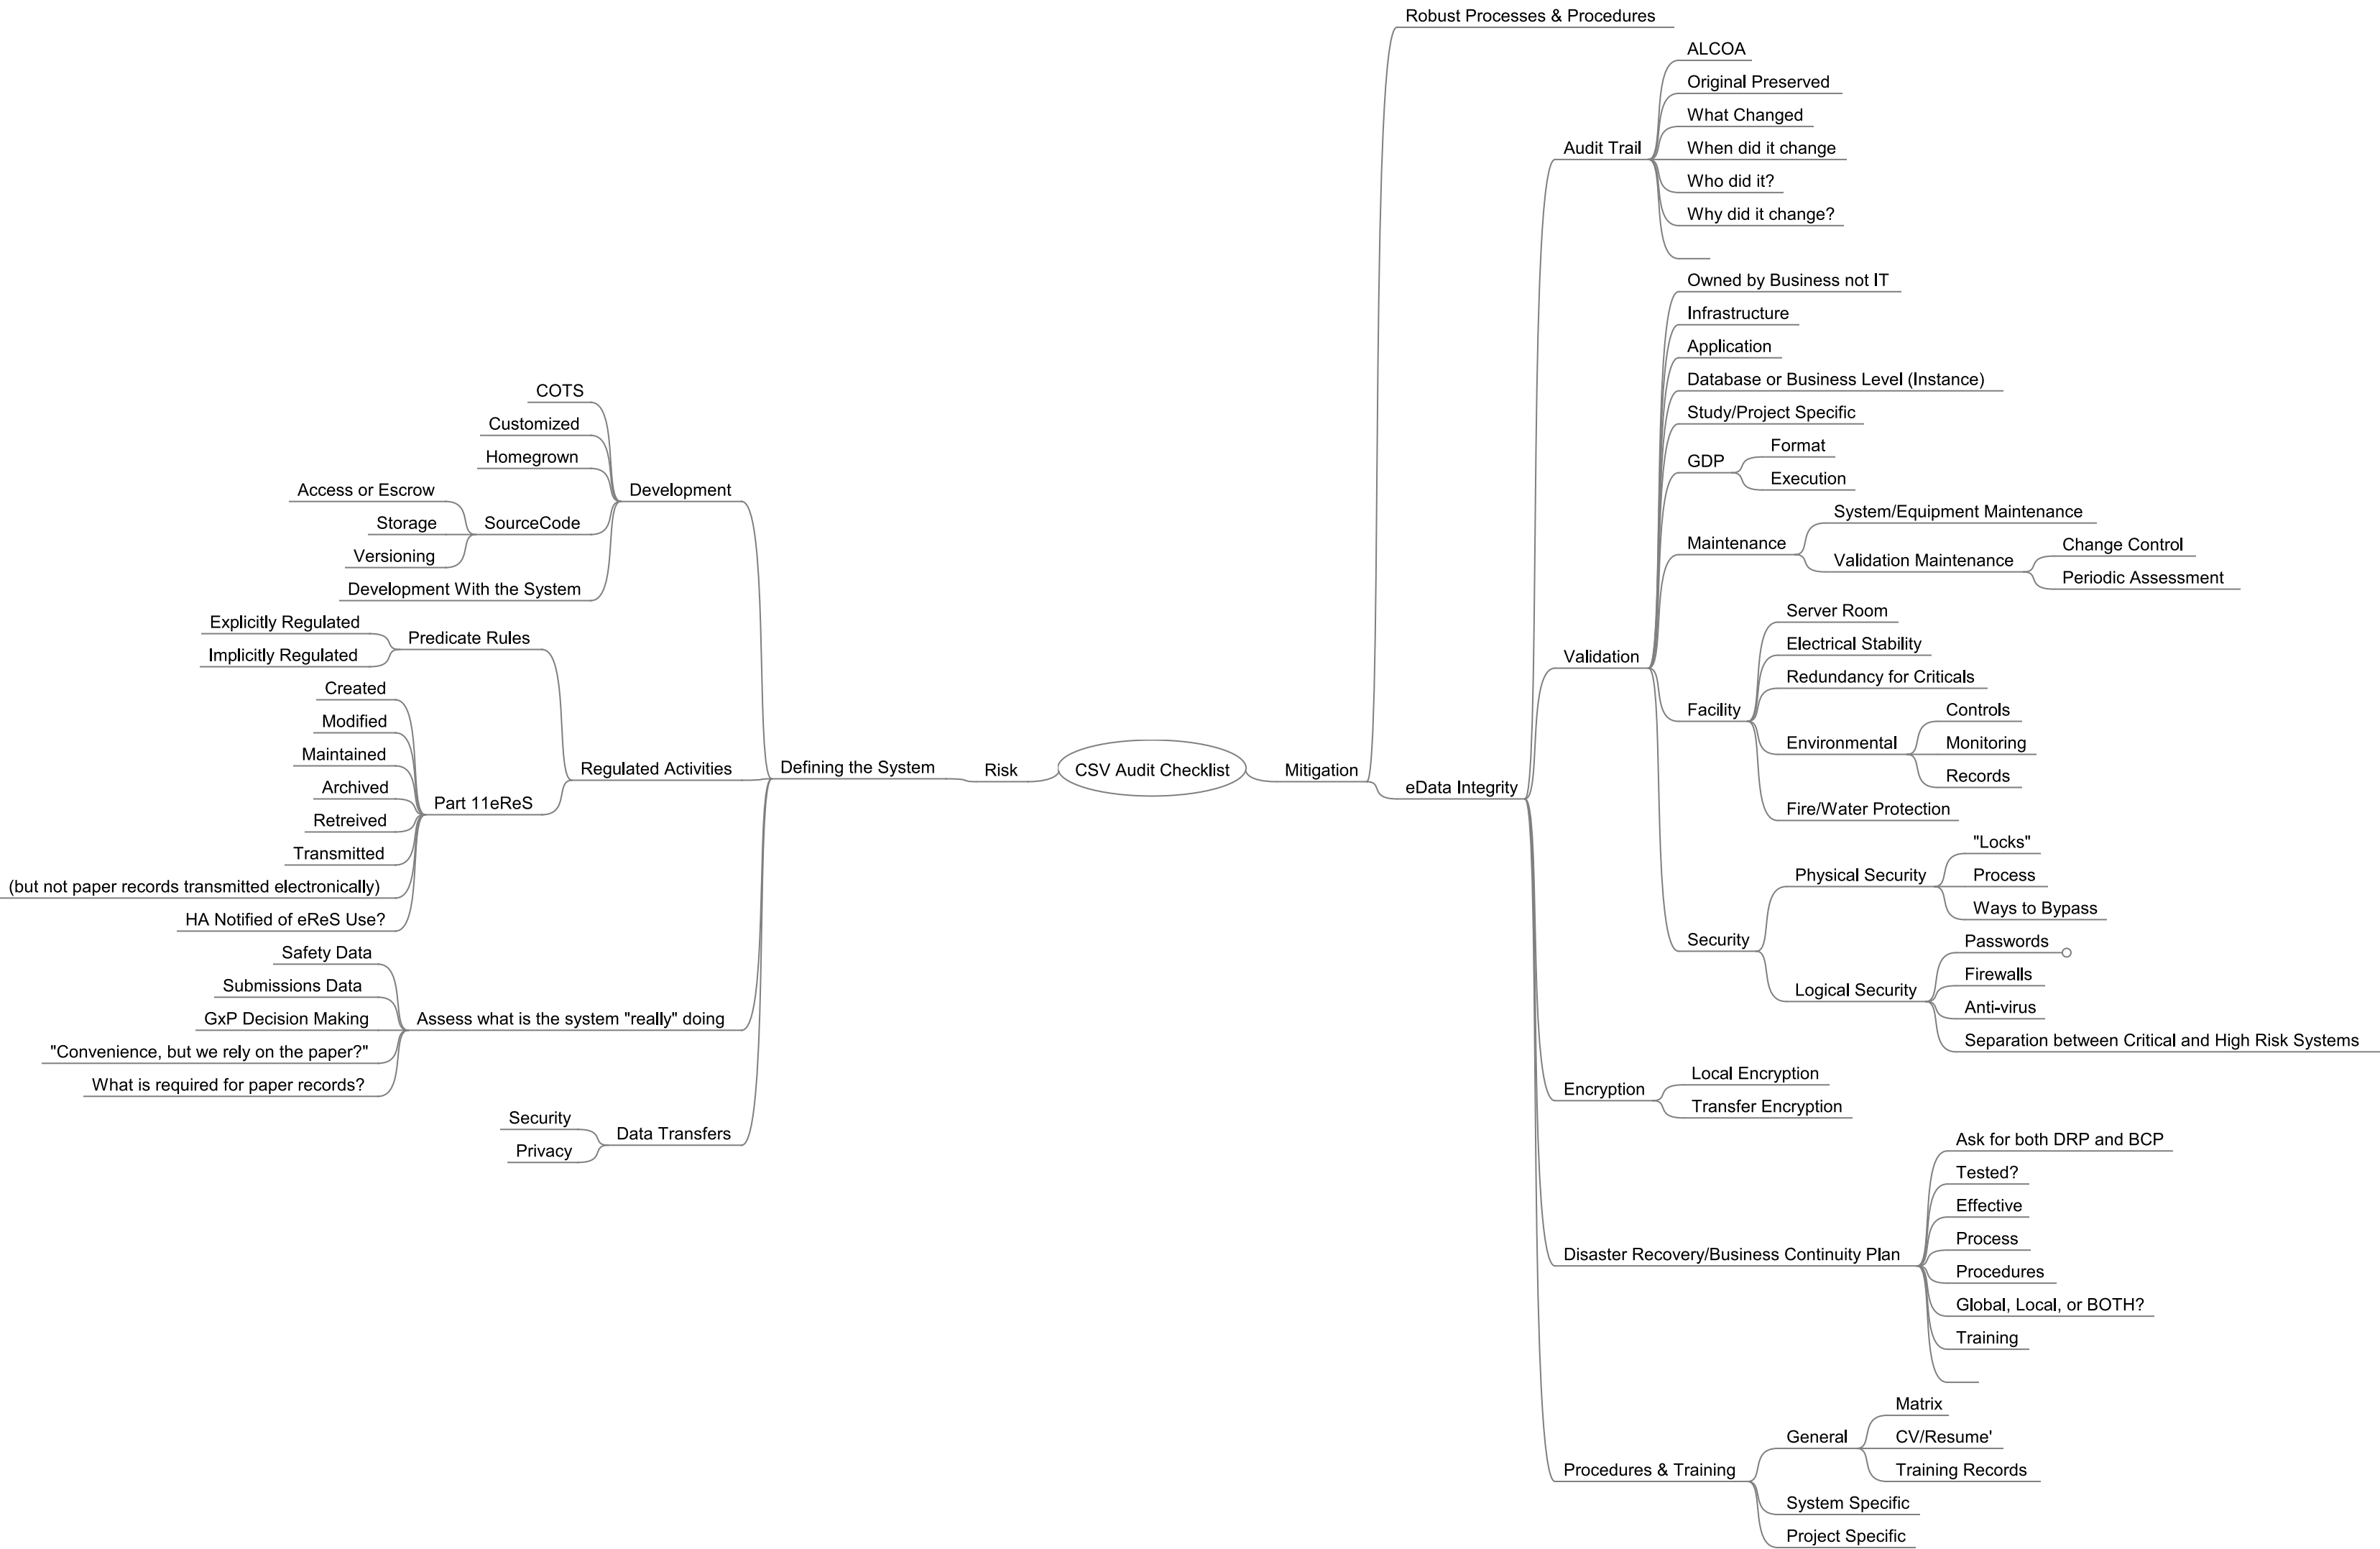 CSV Audit Checklist
Risk
Defining the System
Development
COTS
Customized
Homegrown
SourceCode
Access or Escrow
Storage
Versioning
Development With the System
Regulated Activities
Predicate Rules
Explicitly Regulated
Implicitly Regulated
Part 11eReS
Created
Modified
Maintained
Archived
Retreived
Transmitted
(but not paper records transmitted electronically)
HA Notified of eReS Use?
Assess what is the system "really" doing
Safety Data
Submissions Data
GxP Decision Making
"Convenience, but we rely on the paper?"
What is required for paper records?
Data Transfers
Security
Privacy
Mitigation
Robust Processes & Procedures
eData Integrity
Audit Trail
ALCOA
Original Preserved
What Changed
When did it change
Who did it?
Why did it change?
Validation
Owned by Business not IT
Infrastructure
Application
Database or Business Level (Instance)
Study/Project Specific
GDP
Format
Execution
Maintenance
System/Equipment Maintenance
Validation Maintenance
Change Control
Periodic Assessment
Facility
Server Room
Electrical Stability
Redundancy for Criticals
Environmental
Controls
Monitoring
Records
Fire/Water Protection
Security
Physical Security
"Locks"
Process
Ways to Bypass
Logical Security
Passwords
Firewalls
Anti-virus
Separation between Critical and High Risk Systems
Encryption
Local Encryption
Transfer Encryption
Disaster Recovery/Business Continuity Plan
Ask for both DRP and BCP
Tested?
Effective
Process
Procedures
Global, Local, or BOTH?
Training
Procedures & Training
General
Matrix
CV/Resume'
Training Records
System Specific
Project Specific